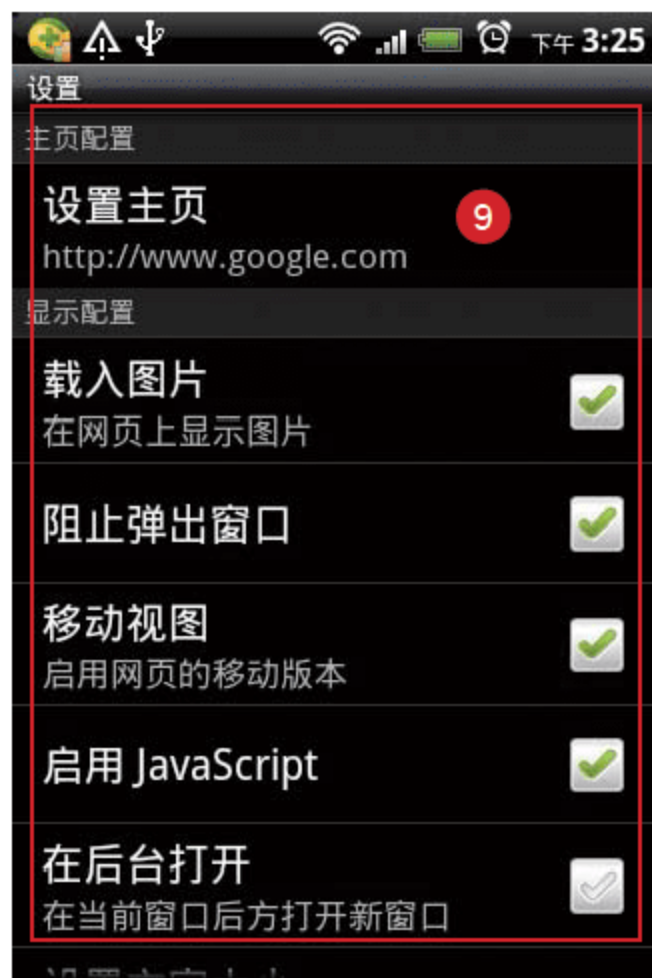 下午 3:25
设置
主页配置
设置主页
9
http://www.google.com
显示配置
载入图片
在网页上显示图片
阻止弹出窗口
移动视图
启用网页的移动版本
启用 JavaScript
在后台打开
在当前窗口后方打开新窗口